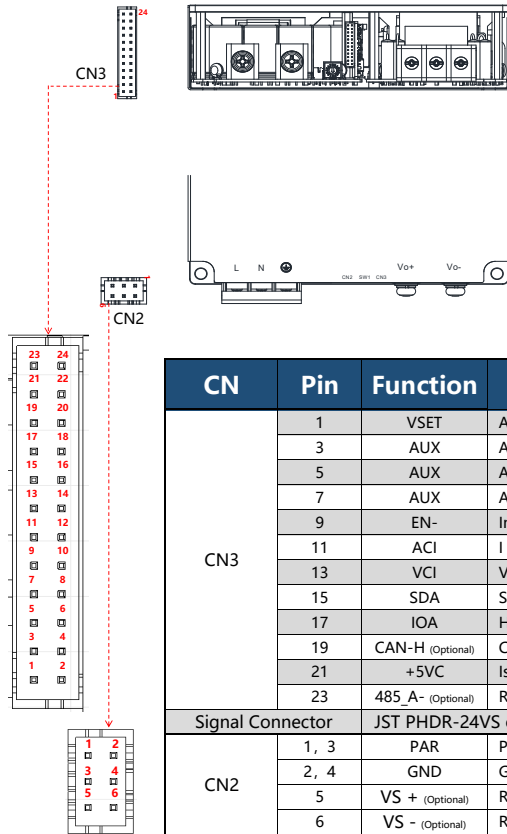 24
CN3
1
L N
CN2 SW1 CN3
Vo+ Vo-
CN2
23 24
21 22
19 20
17 18
15 16
13 14
11 12
9 10
7 8
5 6
3 4
1 2
1 2
3 4
5 6
CN Pin Function
CN3
1 VSET A
3 AUX A
5 AUX A
7 AUX A
9 EN- In
11 ACI I
13 VCI V
15 SDA S
17 IOA H
19 CAN-H (Optional) C
21 +5VC Is
23 485_A- (Optional) R
Signal Connector JST PHDR-24VS
CN2
1, 3 PAR P
2, 4 GND G
5 VS + (Optional) R
6 VS - (Optional) R